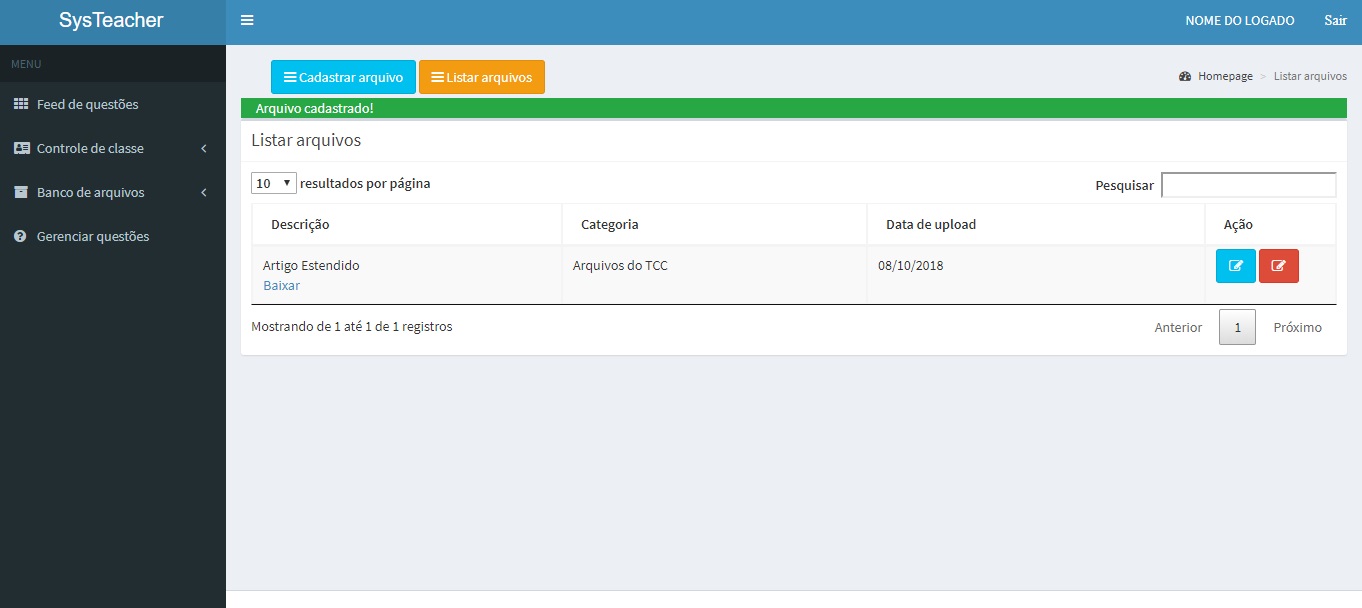 SysTeacher
NOME DO LOGADO Sair
MENU
Feed de questões
Controle de classe
Banco de arquivos
Gerenciar questões
Cadastrar arquivo Listar arquivos
Homepage > Listar arquivos
Arquivo cadastrado!
Listar arquivos
10 resultados por página
Pesquisar
Descrição Categoria Data de upload Ação
Artigo Estendido Arquivos do TCC 08/10/2018
Baixar
Mostrando de 1 até 1 de 1 registros
Anterior 1 Próximo